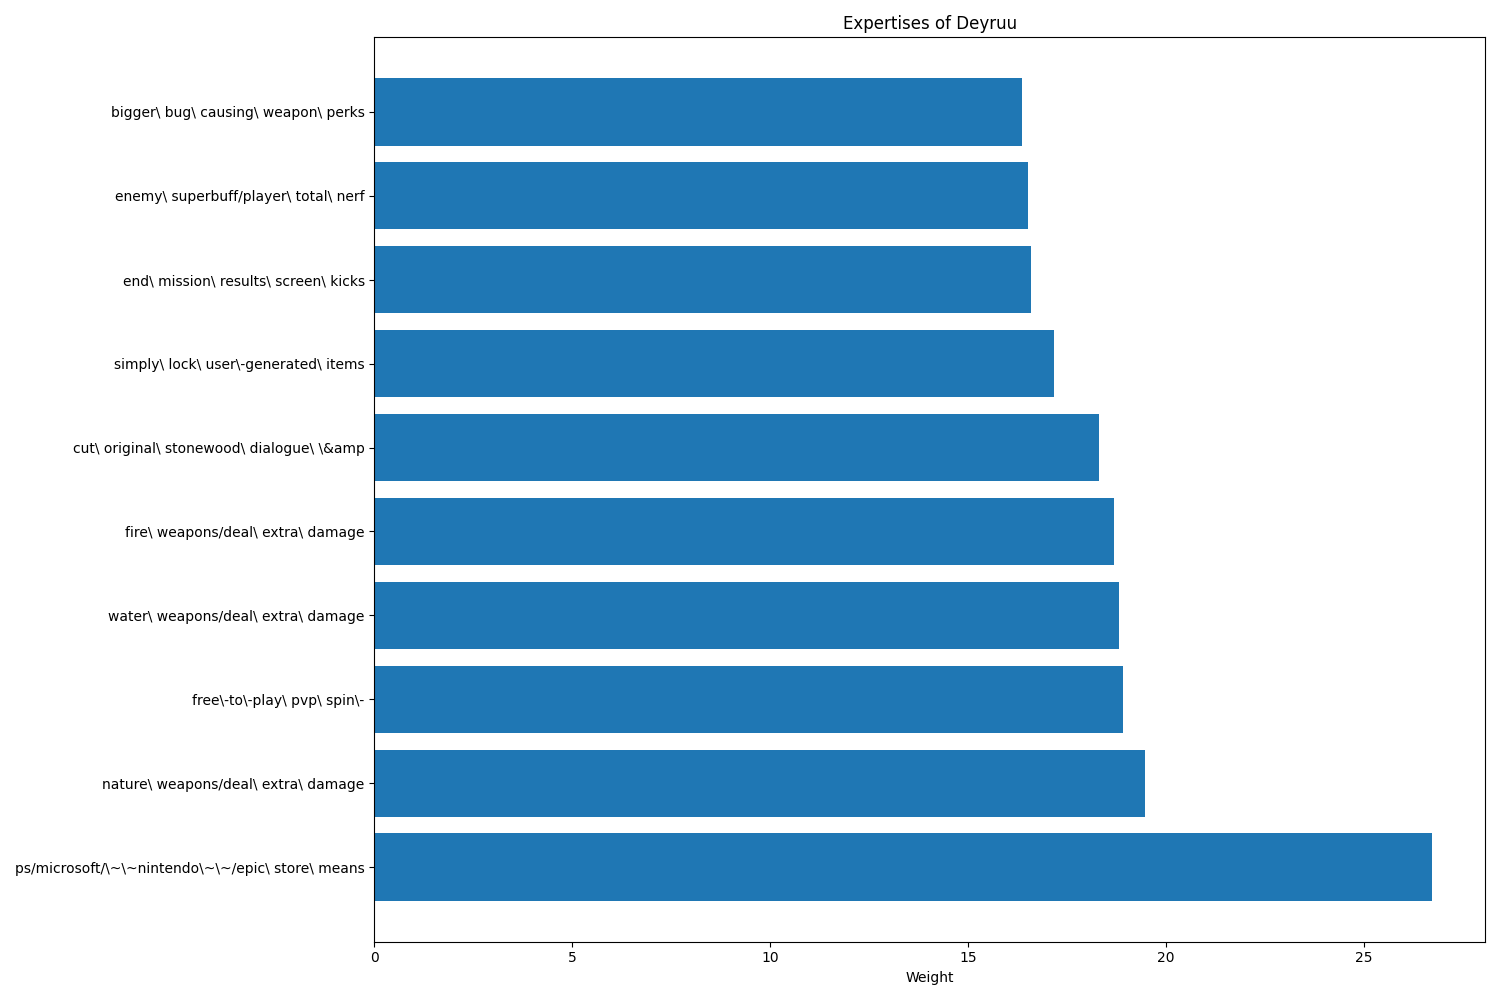 Expertises of Deyruu
bigger\ bug\ causing\ weapon\ perks
enemy\ superbuff/player\ total\ nerf
end\ mission\ results\ screen\ kicks
simply\ lock\ user\-generated\ items
cut\ original\ stonewood\ dialogue\ \&amp
fire\ weapons/deal\ extra\ damage
water\ weapons/deal\ extra\ damage
free\-to\-play\ pvp\ spin\-
nature\ weapons/deal\ extra\ damage
ps/microsoft/\~\~nintendo\~\~/epic\ store\ means
0 5 10 15 20 25
Weight